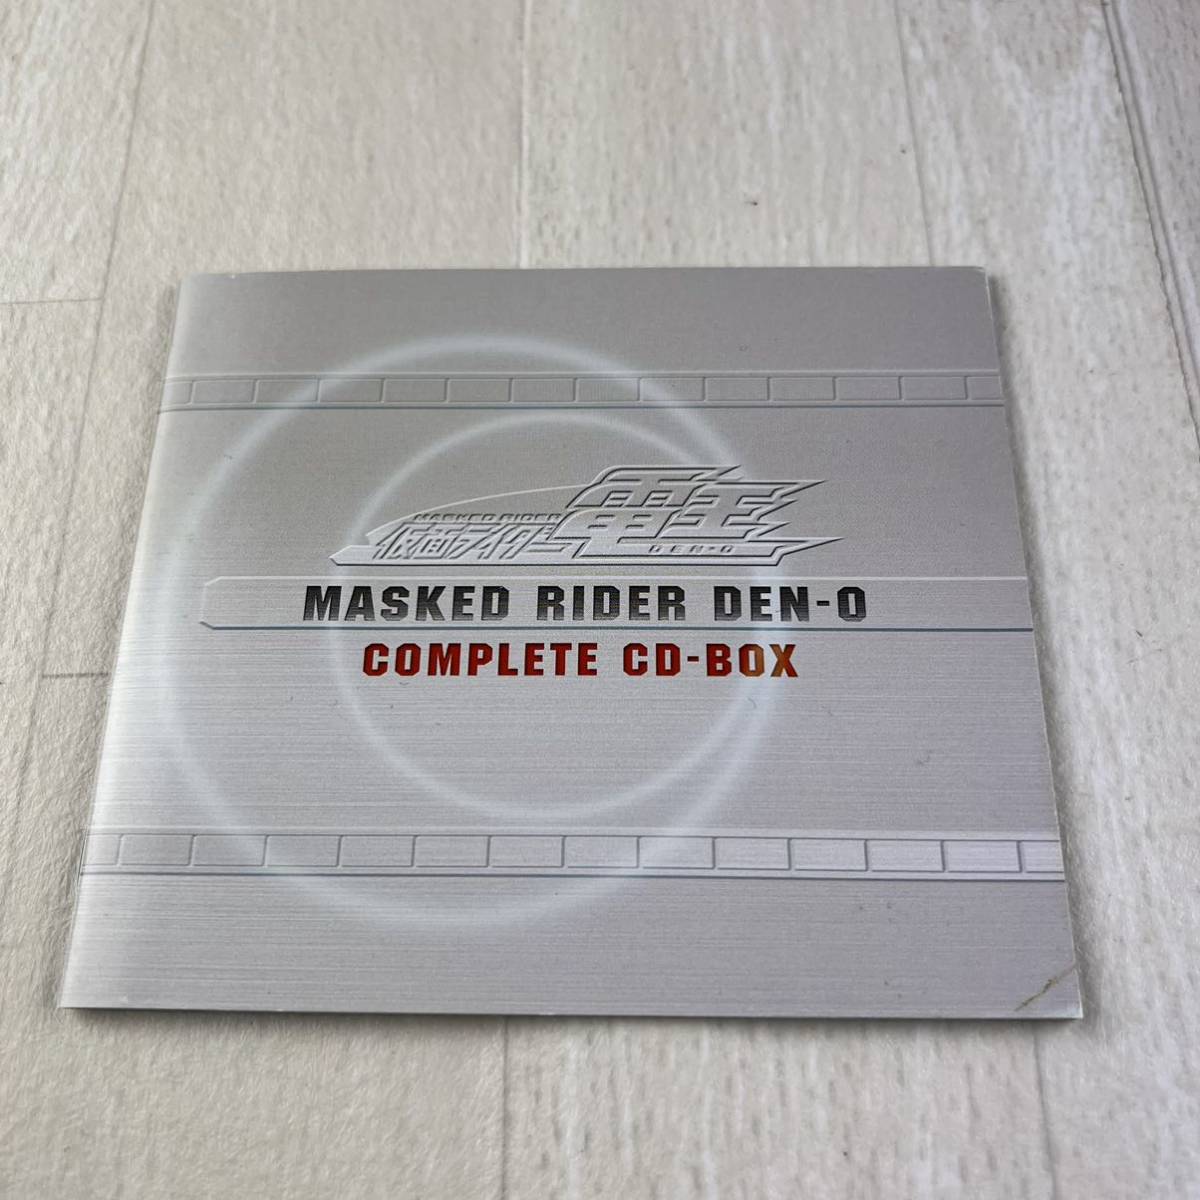 MASKED RIDER
仮面ライダー電王
DEN-O
MASKED RIDER DEN-O
COMPLETE CD-BOX